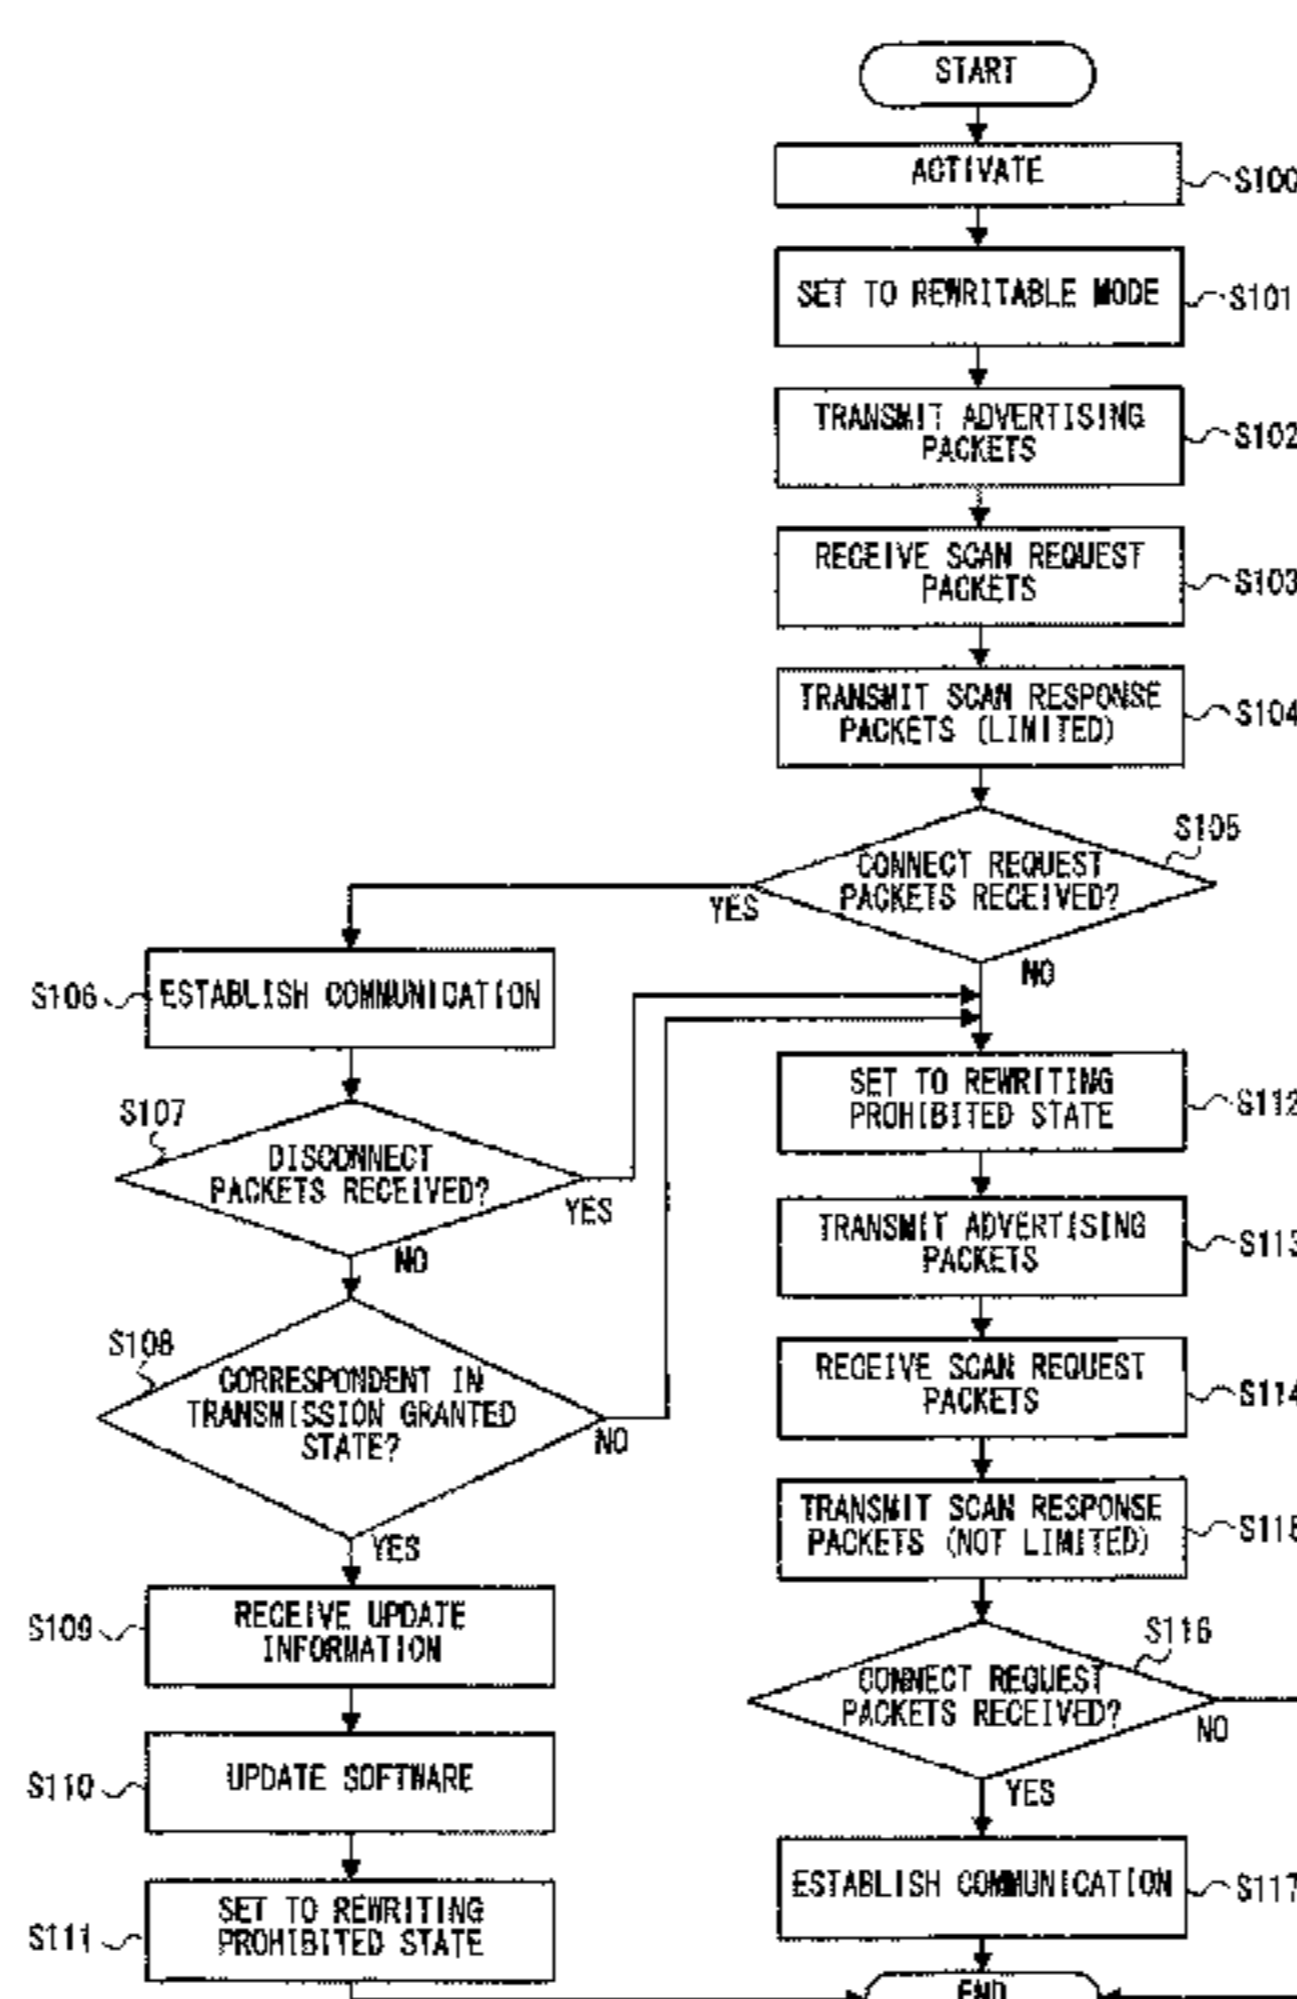 START
ACTIVATE
S100
SET TO REWRITABLE MODE
S101
TRANSMIT ADVERTISING
PACKETS
S102
RECEIVE SCAN REQUEST
PACKETS
S103
TRANSMIT SCAN RESPONSE
PACKETS (LIMITED)
S104
S105
CONNECT REQUEST
PACKETS RECEIVED?
YES
NO
S106
ESTABLISH COMMUNICATION
S107
DISCONNECT
PACKETS RECEIVED?
YES
NO
S108
CORRESPONDENT IN
TRANSMISSION GRANTED
STATE?
NO
YES
S109
RECEIVE UPDATE
INFORMATION
S110
UPDATE SOFTWARE
S111
SET TO REWRITING
PROHIBITED STATE
SET TO REWRITING
PROHIBITED STATE
S112
TRANSMIT ADVERTISING
PACKETS
S113
RECEIVE SCAN REQUEST
PACKETS
S114
TRANSMIT SCAN RESPONSE
PACKETS (NOT LIMITED)
S115
S116
CONNECT REQUEST
PACKETS RECEIVED?
NO
YES
ESTABLISH COMMUNICATION
S117
END